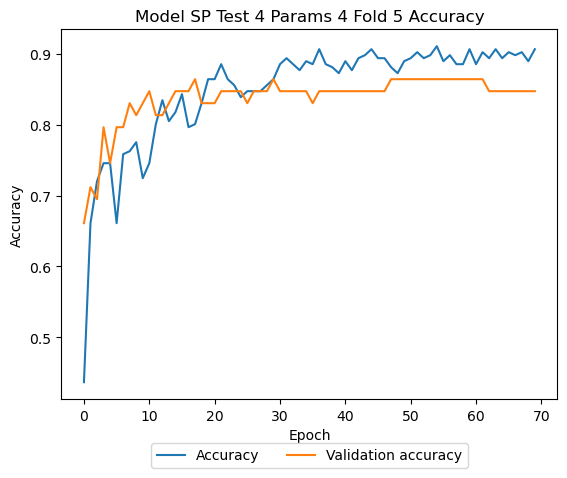 Model SP Test 4 Params 4 Fold 5 Accuracy
0.9
0.8
0.7
0.6
0.5
Accuracy
0 10 20 30 40 50 60 70
Epoch
Accuracy Validation accuracy